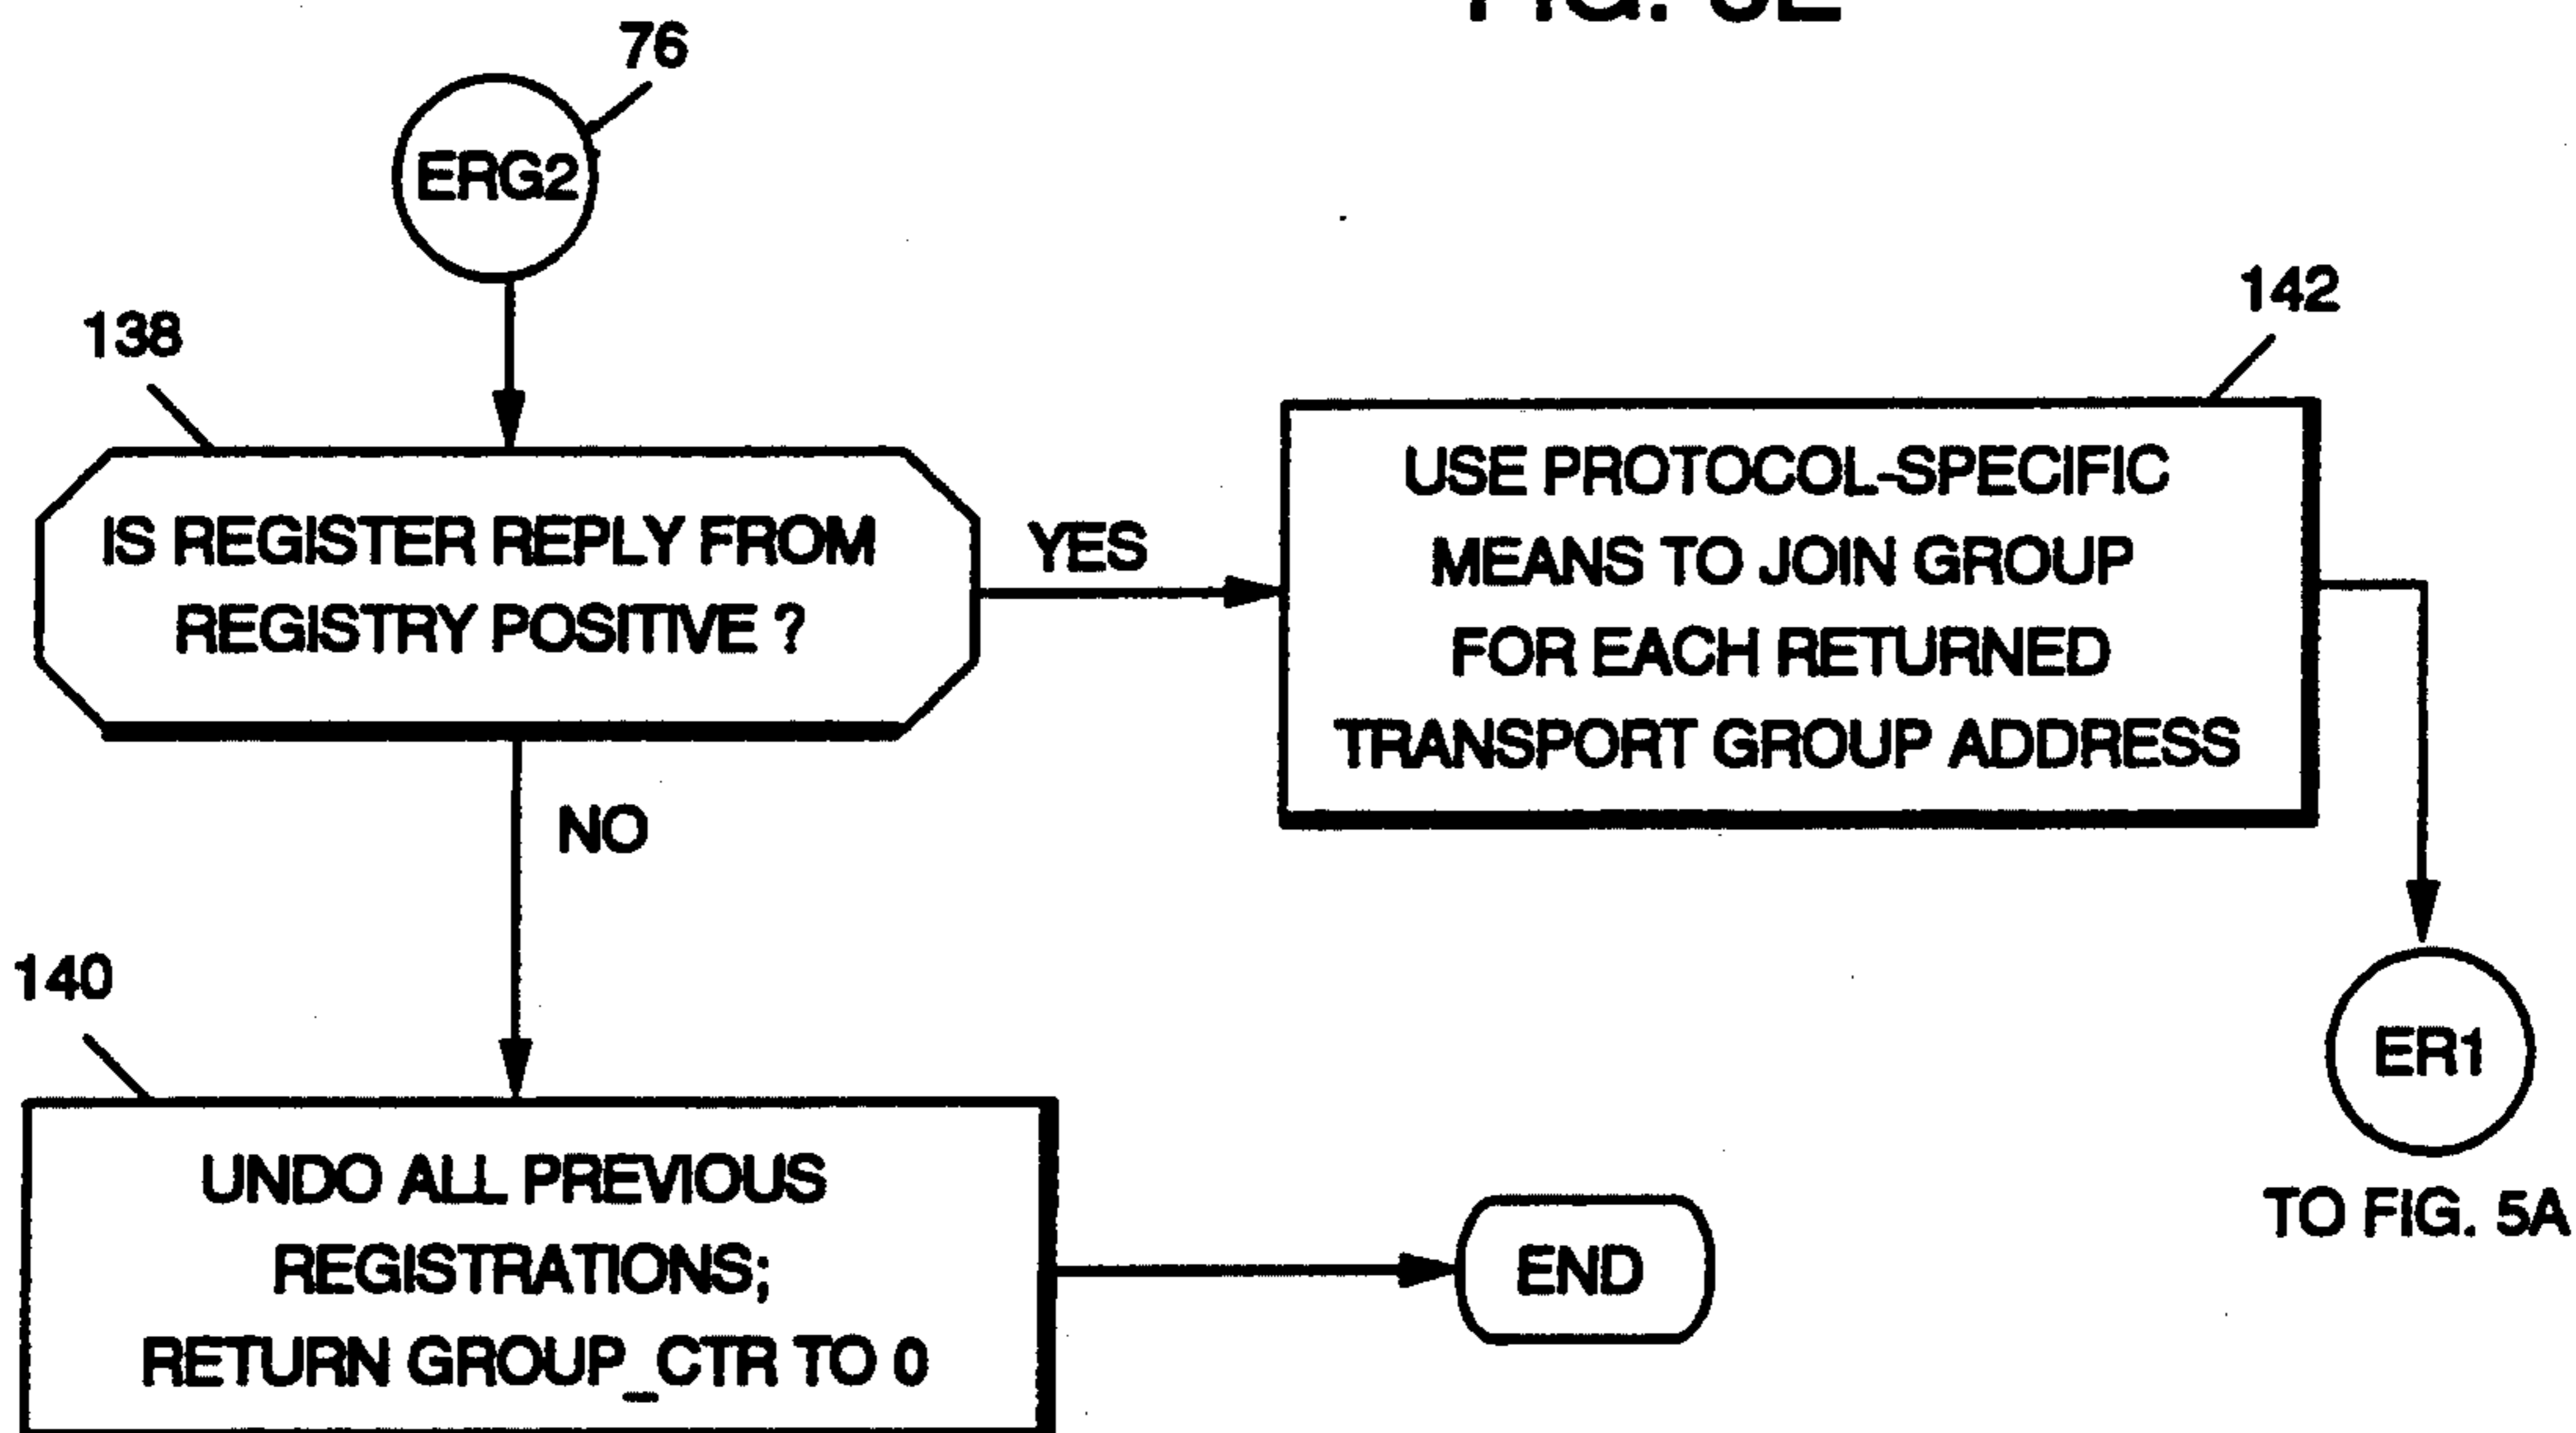 FIG. 5E
76
ERG2
138
142
IS REGISTER REPLY FROM
REGISTRY POSITIVE ?
YES
USE PROTOCOL-SPECIFIC
MEANS TO JOIN GROUP
FOR EACH RETURNED
TRANSPORT GROUP ADDRESS
NO
140
ER1
TO FIG. 5A
UNDO ALL PREVIOUS
REGISTRATIONS;
RETURN GROUP_CTR TO 0
END